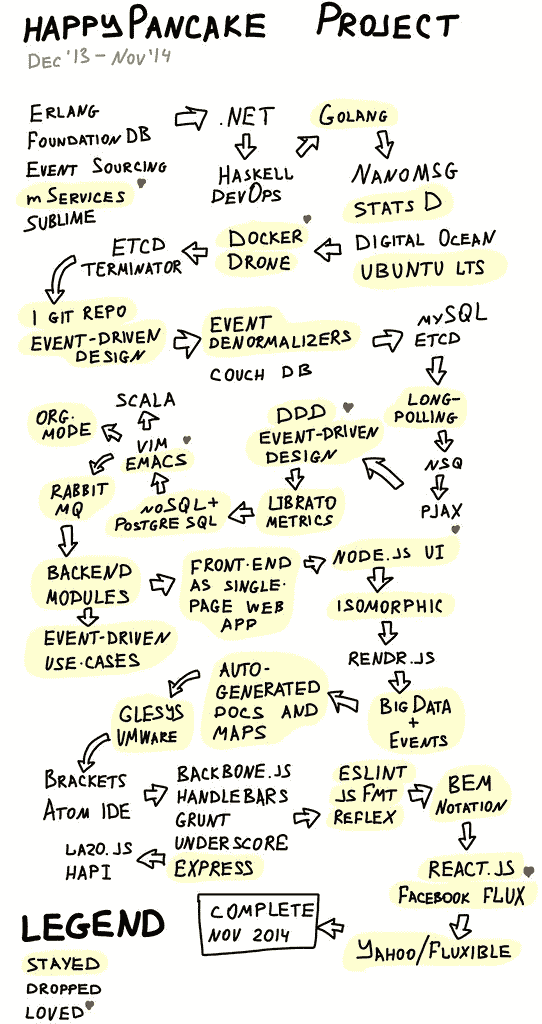 HAPPYPANCAKE PROJECT
DEC '13 - NOV '14
ERLANG
FOUNDATION DB
EVENT SOURCING
M SERVICES
SUBLIME
.NET
HASKELL
DEVOPS
GOLANG
NANOMSG
STATS D
DIGITAL OCEAN
UBUNTU LTS
DOCKER
DRONE
ETCD
TERMINATOR
1 GIT REPO
EVENT-DRIVEN
DESIGN
EVENT
DENORMALIZERS
COUCH DB
MYSQL
ETCD
LONG-
POLLING
NSQ
PJAX
DDD
EVENT-DRIVEN
DESIGN
LIBRATO
METRICS
NOSQL+
POSTGRE SQL
SCALA
VIM
EMACS
ORG.
MODE
RABBIT
MQ
BACKEND
MODULES
EVENT-DRIVEN
USE-CASES
FRONT-END
AS SINGLE-
PAGE WEB
APP
NODE.JS UI
ISOMORPHIC
RENDR.JS
BIG DATA
+
EVENTS
AUTO-
GENERATED
DOCS AND
MAPS
GLESYS
VMWARE
BRACKETS
ATOM IDE
BACKBONE.JS
HANDLEBARS
GRUNT
UNDERSCORE
EXPRESS
LAZO.JS
HAPI
ESLINT
JS FMT
REFLEX
BEM
NOTATION
REACT.JS
FACEBOOK FLUX
YAHOO/FLUXIBLE
COMPLETE
NOV 2014
LEGEND
STAYED
DROPPED
LOVED